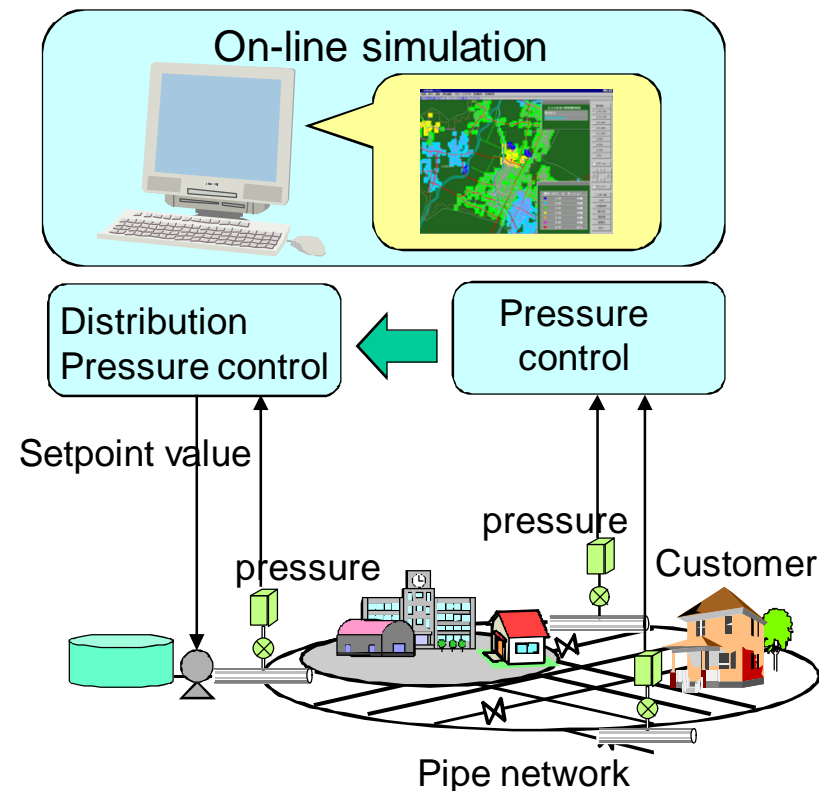 On-line simulation
Distribution
Pressure control
Pressure
control
Setpoint value
pressure
pressure
Customer
Pipe network